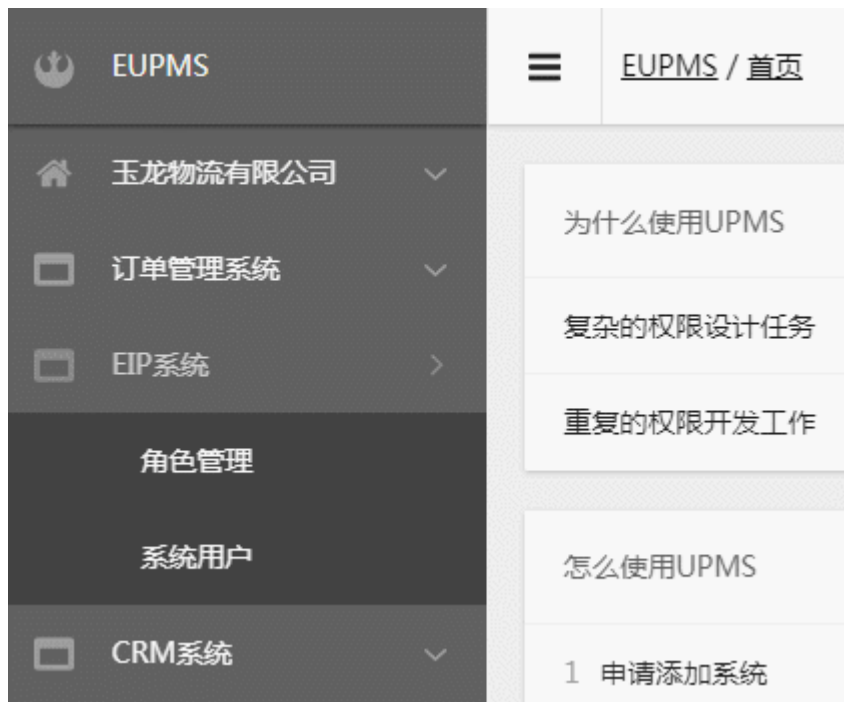 EUPMS
玉龙物流有限公司
订单管理系统
EIP系统
角色管理
系统用户
CRM系统
EUPMS / 首页
为什么使用UPMS
复杂的权限设计任务
重复的权限开发工作
怎么使用UPMS
1 申请添加系统